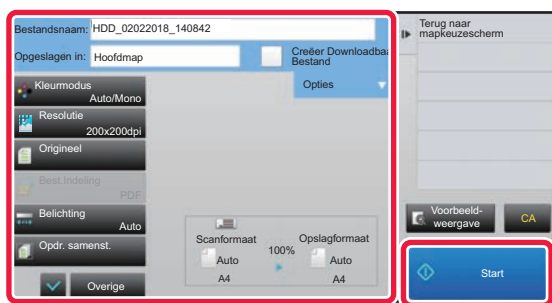 Bestandsnaam: HDD_02022018_140842
Opgeslagen in: Hoofdmap
Creëer Downloadbaa
Bestand
Opties
Kleurmodus
Auto/Mono
Resolutie
200x200dpi
Origineel
Best.Indeling
PDF
Belichting
Auto
Opdr. samenst.
Overige
Scanformaat
Auto
A4
100%
Opslagformaat
Auto
A4
Terug naar
mapkeuzescherm
Voorbeeld-
weergave
CA
Start